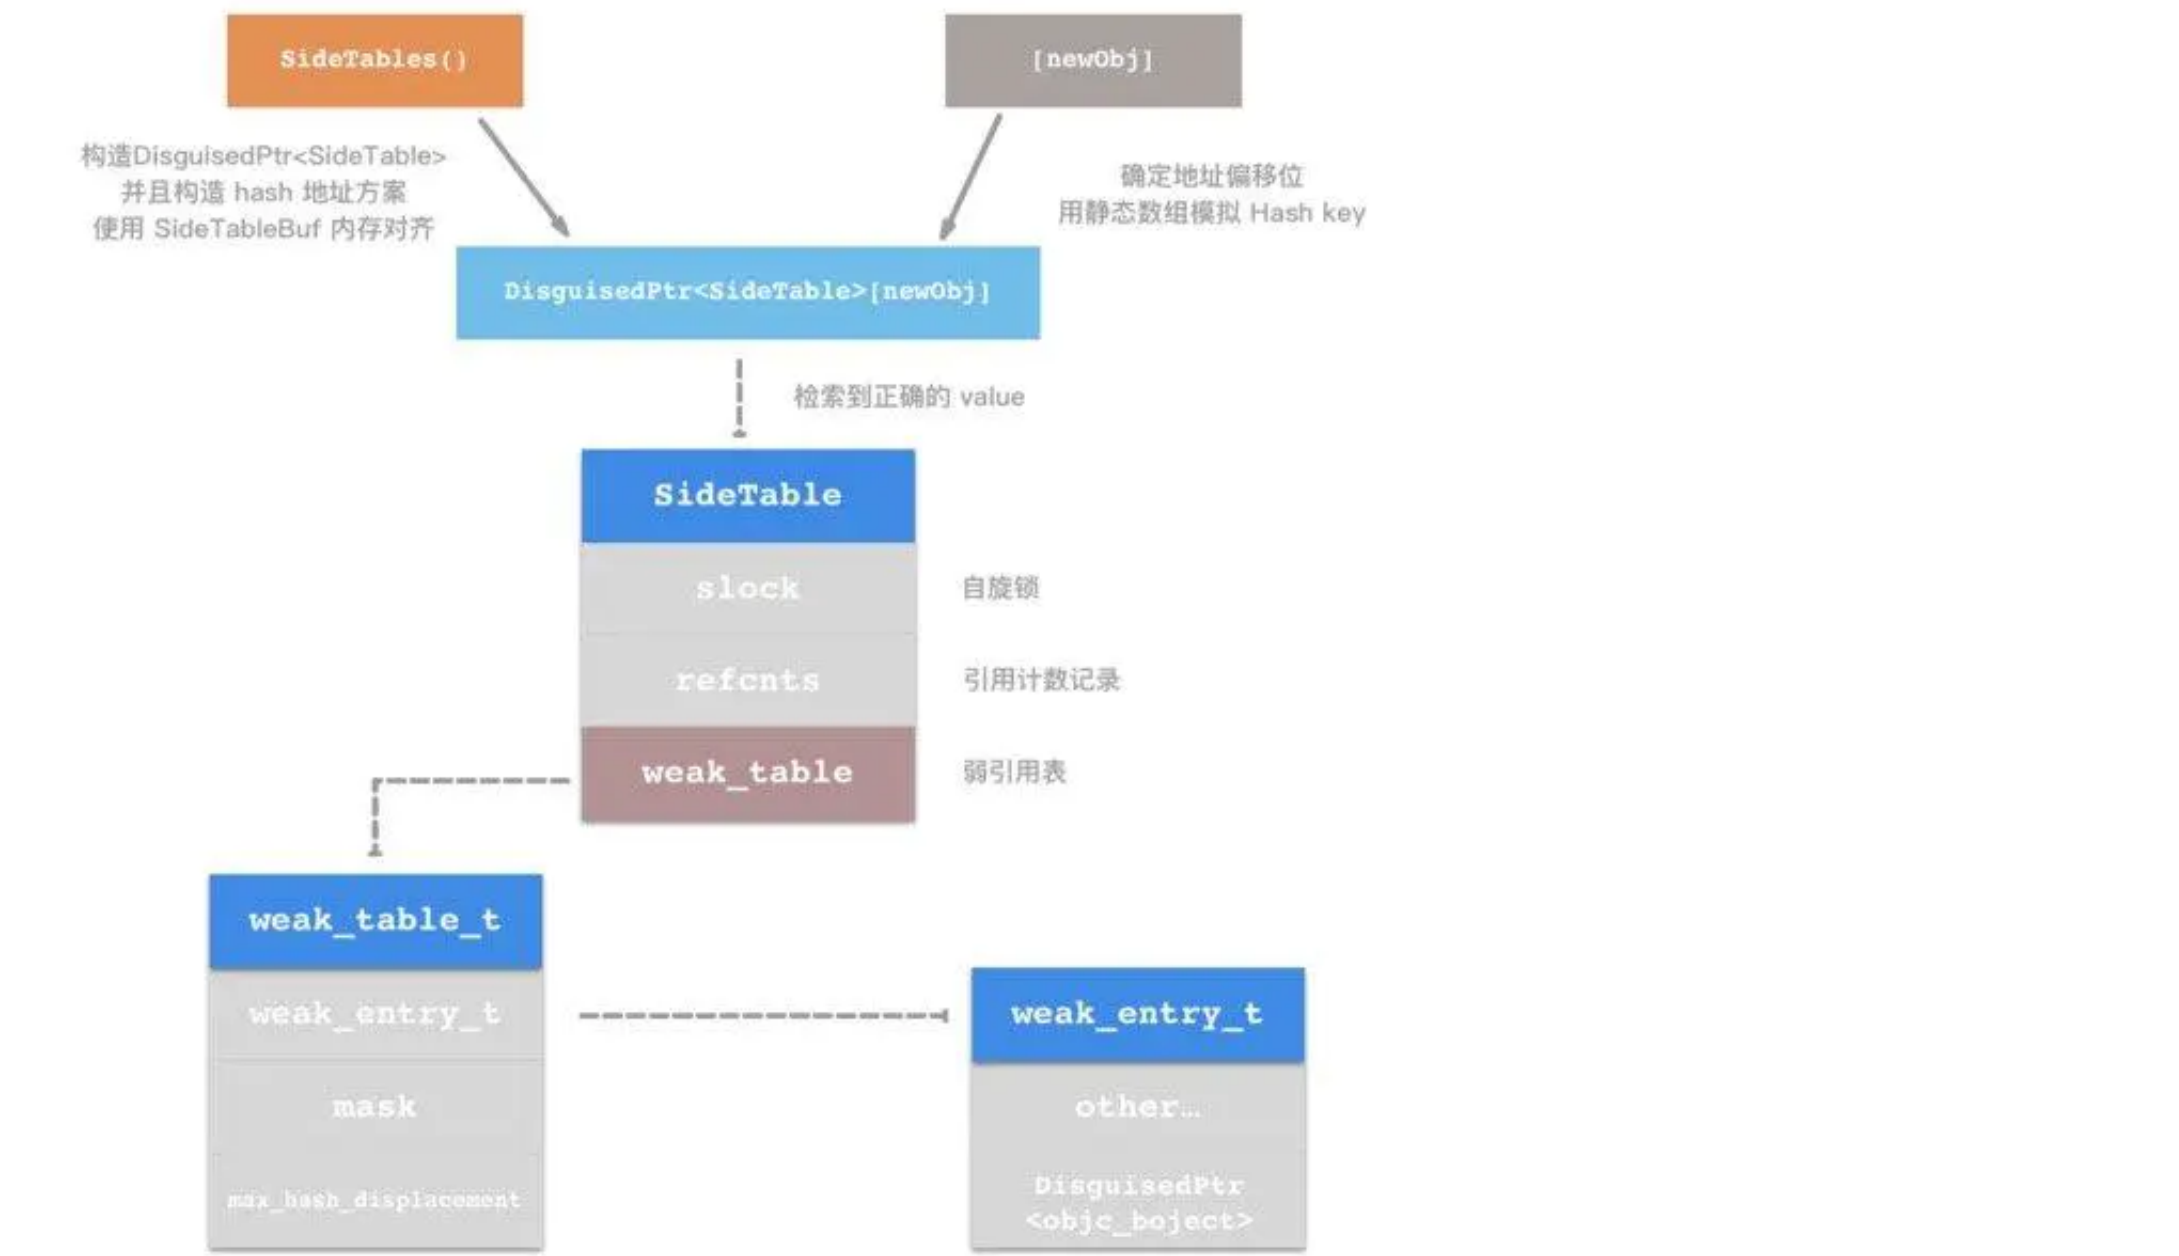 SideTables()
[newObj]
构造DisguisedPtr<SideTable>
并且构造 hash 地址方案
使用 SideTableBuf 内存对齐
确定地址偏移位
用静态数组模拟 Hash key
DisguisedPtr<SideTable>[newObj]
检索到正确的 value
SideTable
slock
自旋锁
refcnts
引用计数记录
weak_table
弱引用表
weak_table_t
weak_entry_t
mask
max_hash_displacement
weak_entry_t
other…
DisguisedPtr
<objc_boject>